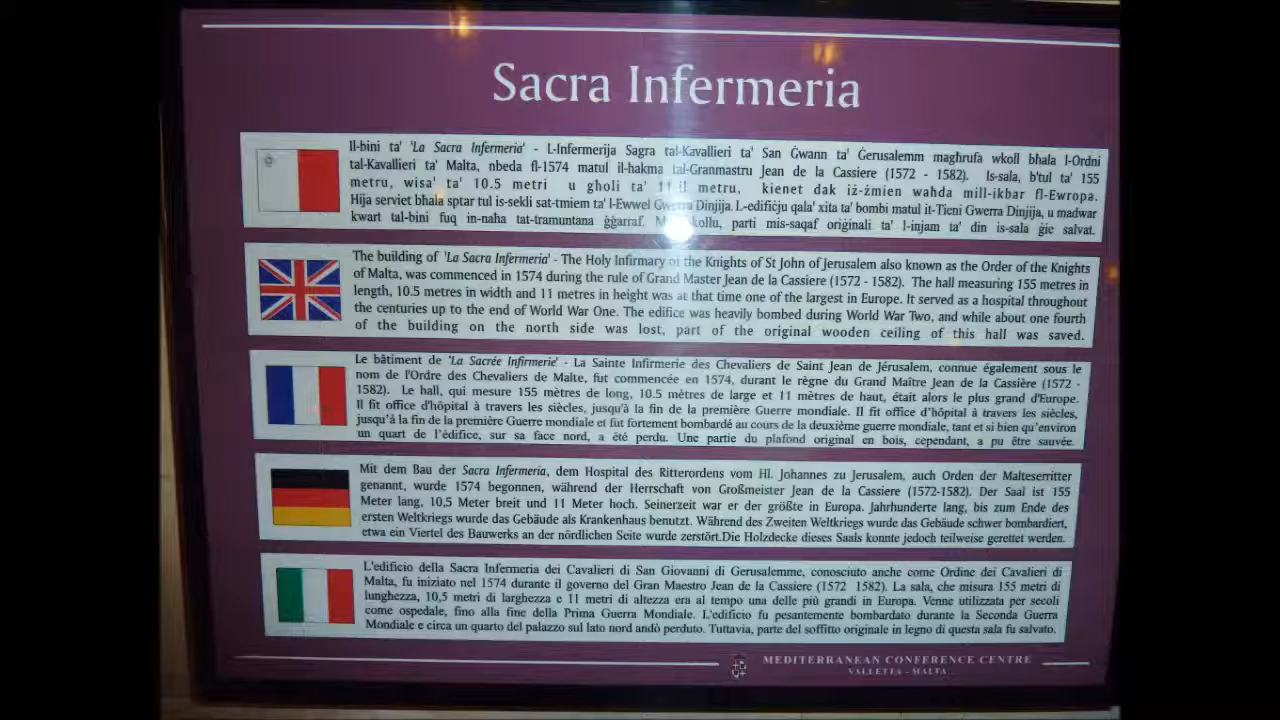 Sacra Infermeria
Il-bini ta' 'La Sacra Infermeria' - L-Infermerija Sagra tal-Kavallieri ta' San Ġwann ta' Ġerusalemm magħrufa wkoll bħala l-Ordni
tal-Kavallieri ta' Malta, nbeda fl-1574 matul il-ħakma tal-Granmastru Jean de la Cassiere (1572 - 1582). Is-sala, b'tul ta' 155
metru, wisa' ta' 10.5 metri u għoli ta' 11 il metru, kienet dak iż-żmien waħda mill-ikbar fl-Ewropa.
Hija serviet bħala sptar tul is-sekli sat-tmiem ta' l-Ewwel Gwerra Dinjija. L-edifiċju qala' xita ta' bombi matul it-Tieni Gwerra Dinjija, u madwar
kwart tal-bini fuq in-naħa tat-tramuntana ġġarraf. kollu, parti mis-saqaf oriġinali ta' l-injam ta' din is-sala ġie salvat.
The building of 'La Sacra Infermeria' - The Holy Infirmary of the Knights of St John of Jerusalem also known as the Order of the Knights
of Malta, was commenced in 1574 during the rule of Grand Master Jean de la Cassiere (1572 - 1582). The hall measuring 155 metres in
length, 10.5 metres in width and 11 metres in height was at that time one of the largest in Europe. It served as a hospital throughout
the centuries up to the end of World War One. The edifice was heavily bombed during World War Two, and while about one fourth
of the building on the north side was lost, part of the original wooden ceiling of this hall was saved.
Le bâtiment de 'La Sacrée Infirmerie' - La Sainte Infirmerie des Chevaliers de Saint Jean de Jérusalem, connue également sous le
nom de l'Ordre des Chevaliers de Malte, fut commencée en 1574, durant le règne du Grand Maître Jean de la Cassière (1572 -
1582). Le hall, qui mesure 155 mètres de long, 10.5 mètres de large et 11 mètres de haut, était alors le plus grand d'Europe.
Il fit office d'hôpital à travers les siècles, jusqu'à la fin de la première Guerre mondiale. Il fit office d'hôpital à travers les siècles,
jusqu'à la fin de la première Guerre mondiale et fut fortement bombardé au cours de la deuxième guerre mondiale, tant et si bien qu'environ
un quart de l'édifice, sur sa face nord, a été perdu. Une partie du plafond original en bois, cependant, a pu être sauvée.
Mit dem Bau der Sacra Infermeria, dem Hospital des Ritterordens vom Hl. Johannes zu Jerusalem, auch Orden der Malteserritter
genannt, wurde 1574 begonnen, während der Herrschaft von Großmeister Jean de la Cassiere (1572-1582). Der Saal ist 155
Meter lang, 10,5 Meter breit und 11 Meter hoch. Seinerzeit war er der größte in Europa. Jahrhunderte lang, bis zum Ende des
ersten Weltkriegs wurde das Gebäude als Krankenhaus benutzt. Während des Zweiten Weltkriegs wurde das Gebäude schwer bombardiert,
etwa ein Viertel des Bauwerks an der nördlichen Seite wurde zerstört.Die Holzdecke dieses Saals konnte jedoch teilweise gerettet werden.
L'edificio della Sacra Infermeria dei Cavalieri di San Giovanni di Gerusalemme, conosciuto anche come Ordine dei Cavalieri di
Malta, fu iniziato nel 1574 durante il governo del Gran Maestro Jean de la Cassiere (1572 1582). La sala, che misura 155 metri di
lunghezza, 10,5 metri di larghezza e 11 metri di altezza era al tempo una delle più grandi in Europa. Venne utilizzata per secoli
come ospedale, fino alla fine della Prima Guerra Mondiale. L'edificio fu pesantemente bombardato durante la Seconda Guerra
Mondiale e circa un quarto del palazzo sul lato nord andò perduto. Tuttavia, parte del soffitto originale in legno di questa sala fu salvato.
MEDITERRANEAN CONFERENCE CENTRE
VALLETTA - MALTA